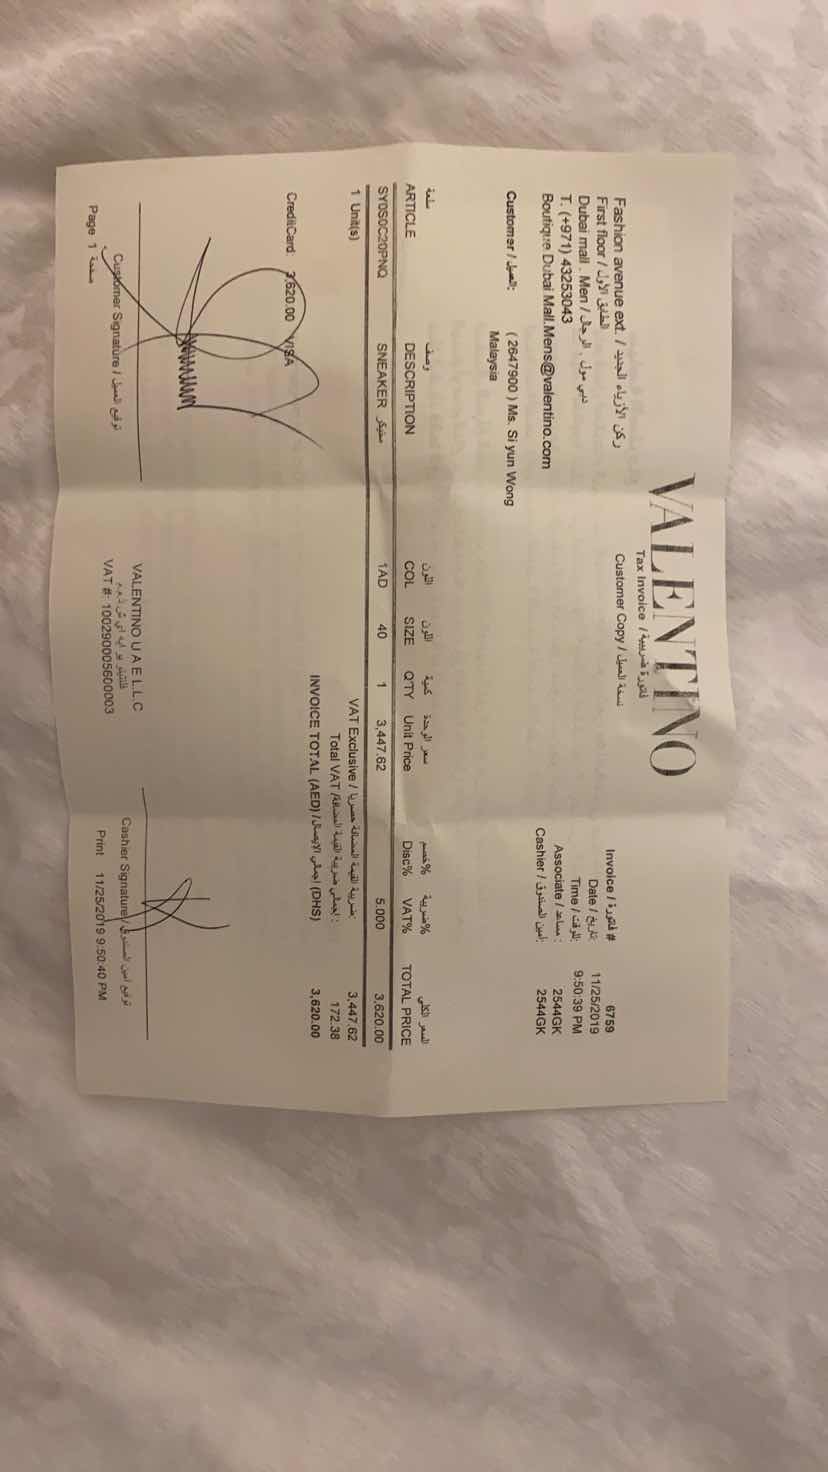 VALENTINO
Tax Invoice / فاتورة ضريبية
Customer Copy / نسخة العميل
Fashion avenue ext. / ركن الأزياء الجديد
First floor / الطابق الأول
Dubai mall . Men / دبي مول , الرجال
T. (+971) 43253043
Boutique Dubai Mall.Mens@valentino.com
Invoice / فاتورة # 6759
Date / تاريخ: 11/25/2019
Time / الوقت: 9:50:39 PM
Associate / مساعد : 2544GK
Cashier / أمين الصندوق: 2544GK
Customer / العميل: ( 2647900 ) Ms. Si yun Wong
Malaysia
سلعة وصف اللون اللون كمية سعر الوحدة خصم% ضريبة% السعر الكلي
ARTICLE DESCRIPTION COL SIZE Q'TY Unit Price Disc% VAT% TOTAL PRICE
SY0S0C20PNQ SNEAKER سنيكر 1AD 40 1 3,447.62 5.000 3,620.00
1 Unit(s)
VAT Exclusive / ضريبة القيمة المضافة حصريا: 3,447.62
Total VAT / إجمالي ضريبة القيمة المضافة : 172.38
INVOICE TOTAL (AED) / إجمالي الايصال (DHS) 3,620.00
CreditCard: 3,620.00 VISA
Customer Signature / توقيع العميل
VALENTINO U A E L.L.C
فلنتينو يو ايه اي ش.ذ.م.م
VAT #: 100290005600003
Cashier Signature / توقيع أمين الصندوق
Page 1 صفحة
Print 11/25/2019 9:50:40 PM